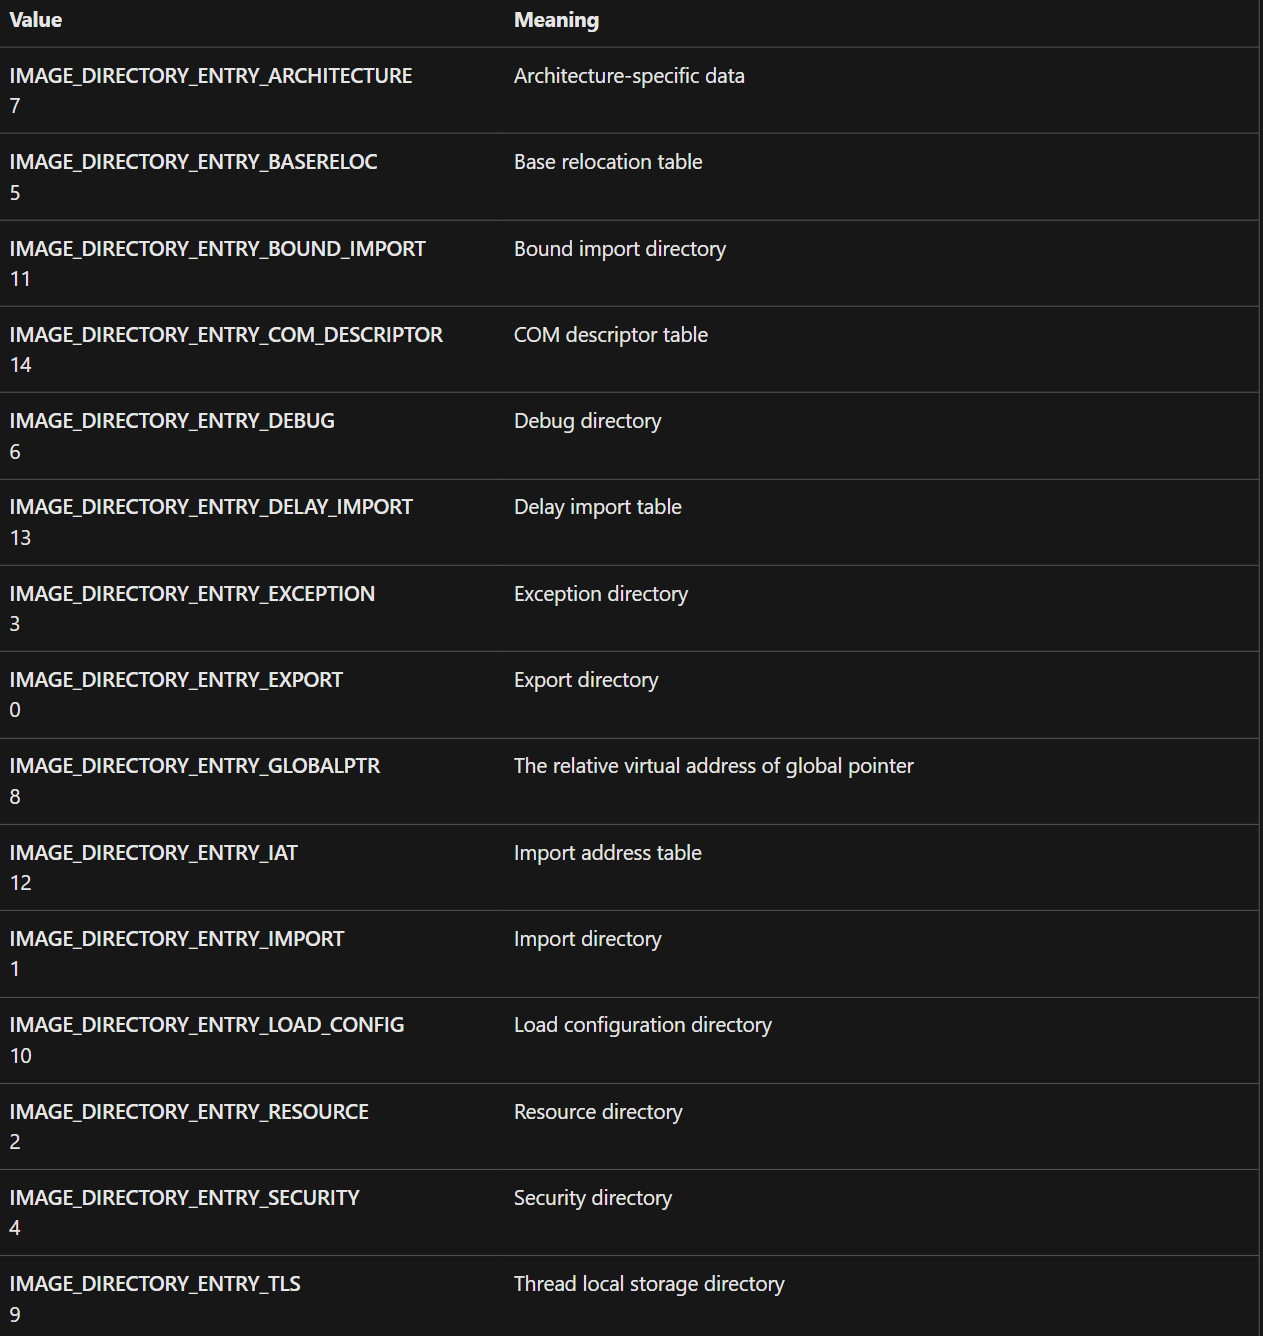 Value Meaning
IMAGE_DIRECTORY_ENTRY_ARCHITECTURE Architecture-specific data
7
IMAGE_DIRECTORY_ENTRY_BASERELOC Base relocation table
5
IMAGE_DIRECTORY_ENTRY_BOUND_IMPORT Bound import directory
11
IMAGE_DIRECTORY_ENTRY_COM_DESCRIPTOR COM descriptor table
14
IMAGE_DIRECTORY_ENTRY_DEBUG Debug directory
6
IMAGE_DIRECTORY_ENTRY_DELAY_IMPORT Delay import table
13
IMAGE_DIRECTORY_ENTRY_EXCEPTION Exception directory
3
IMAGE_DIRECTORY_ENTRY_EXPORT Export directory
0
IMAGE_DIRECTORY_ENTRY_GLOBALPTR The relative virtual address of global pointer
8
IMAGE_DIRECTORY_ENTRY_IAT Import address table
12
IMAGE_DIRECTORY_ENTRY_IMPORT Import directory
1
IMAGE_DIRECTORY_ENTRY_LOAD_CONFIG Load configuration directory
10
IMAGE_DIRECTORY_ENTRY_RESOURCE Resource directory
2
IMAGE_DIRECTORY_ENTRY_SECURITY Security directory
4
IMAGE_DIRECTORY_ENTRY_TLS Thread local storage directory
9